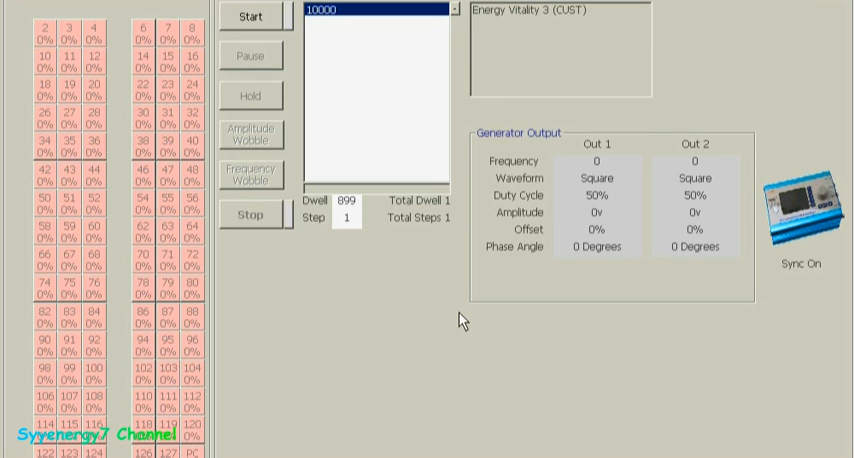 2 3 4 6 7 8
0% 0% 0% 0% 0% 0%
10 11 12 14 15 16
0% 0% 0% 0% 0% 0%
18 19 20 22 23 24
0% 0% 0% 0% 0% 0%
26 27 28 30 31 32
0% 0% 0% 0% 0% 0%
34 35 36 38 39 40
0% 0% 0% 0% 0% 0%
42 43 44 46 47 48
0% 0% 0% 0% 0% 0%
50 51 52 54 55 56
0% 0% 0% 0% 0% 0%
58 59 60 62 63 64
0% 0% 0% 0% 0% 0%
66 67 68 70 71 72
0% 0% 0% 0% 0% 0%
74 75 76 78 79 80
0% 0% 0% 0% 0% 0%
82 83 84 86 87 88
0% 0% 0% 0% 0% 0%
90 91 92 94 95 96
0% 0% 0% 0% 0% 0%
98 99 100 102 103 104
0% 0% 0% 0% 0% 0%
106 107 108 110 111 112
0% 0% 0% 0% 0% 0%
114 115 116 118 119 120
0%
Syyenergy7 Channel
122 123 124 126 127 PC
Start
Pause
Hold
Amplitude
Wobble
Frequency
Wobble
Stop
10000
Dwell 899 Total Dwell 1
Step 1 Total Steps 1
Energy Vitality 3 (CUST)
Generator Output
Out 1 Out 2
Frequency 0 0
Waveform Square Square
Duty Cycle 50% 50%
Amplitude 0v 0v
Offset 0% 0%
Phase Angle 0 Degrees 0 Degrees
Sync On